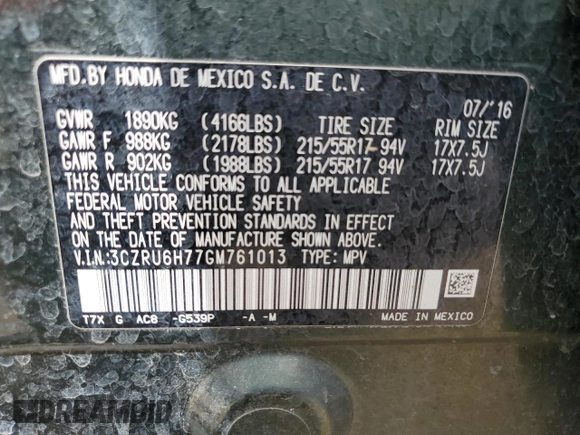 MFD.BY HONDA DE MEXICO S.A. DE C.V.
07/'16
GVWR 1890KG (4166LBS) TIRE SIZE RIM SIZE
GAWR F 988KG (2178LBS) 215/55R17 94V 17X7.5J
GAWR R 902KG (1988LBS) 215/55R17 94V 17X7.5J
THIS VEHICLE CONFORMS TO ALL APPLICABLE
FEDERAL MOTOR VEHICLE SAFETY
AND THEFT PREVENTION STANDARDS IN EFFECT
ON THE DATE OF MANUFACTURE SHOWN ABOVE.
V.I.N:3CZRU6H77GM761013 TYPE: MPV
T7X G AC8 -G539P -A -M
MADE IN MEXICO
DREAMBID